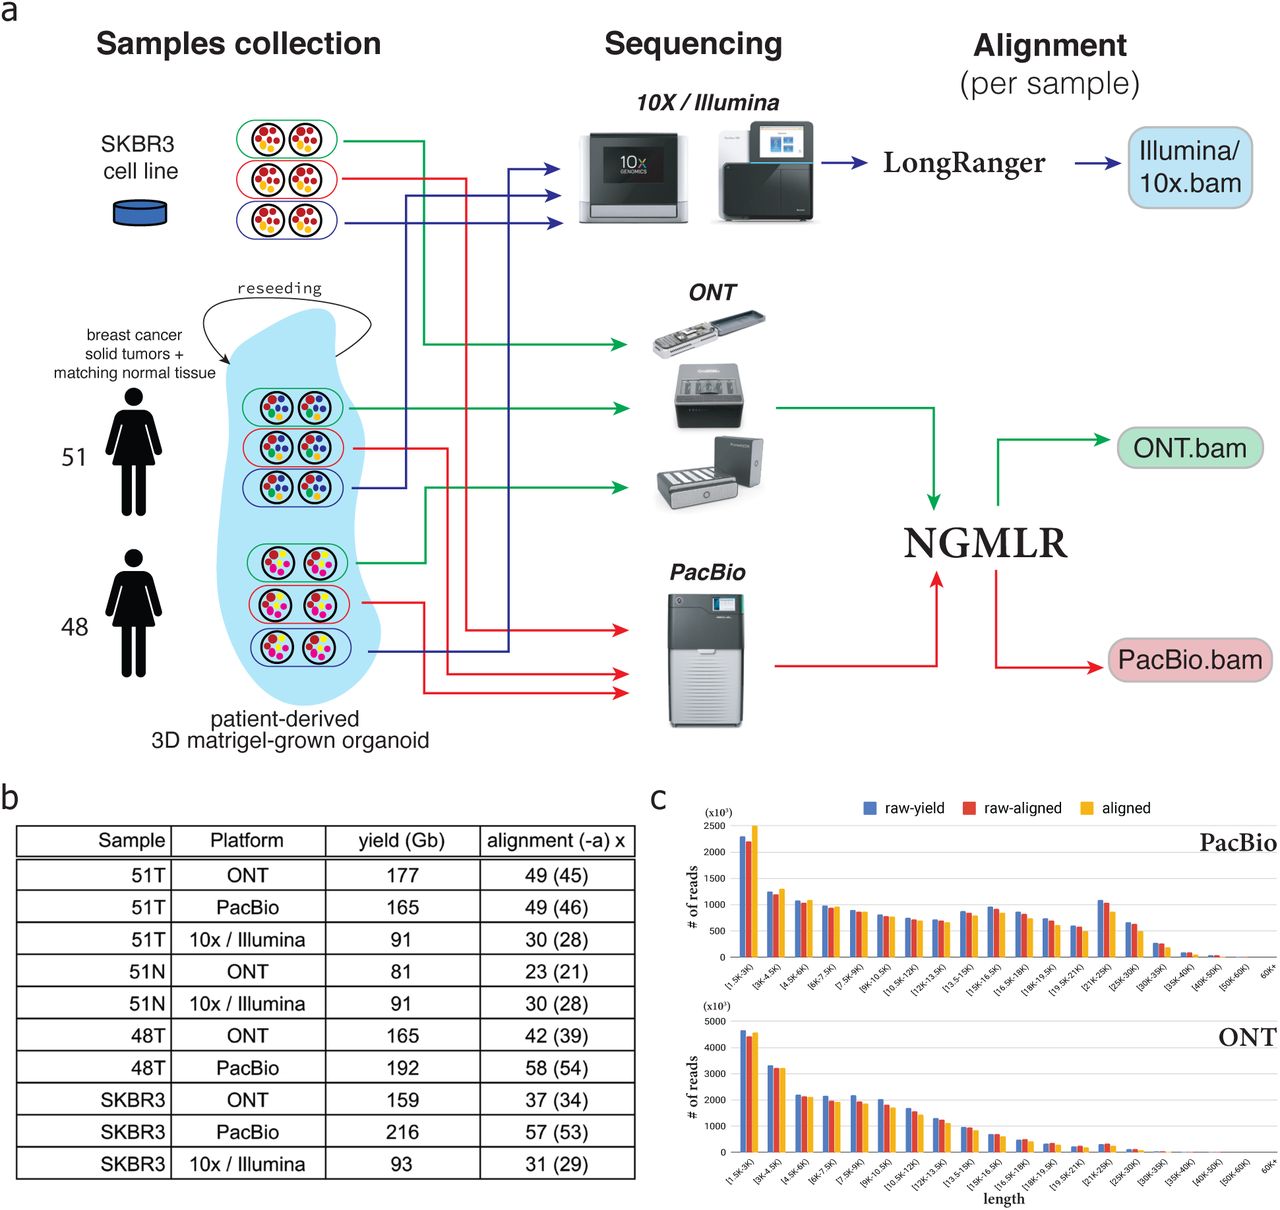 a
Samples collection
Sequencing
Alignment
(per sample)
10X / Illumina
SKBR3
cell line
10x
GENOMICS
LongRanger
Illumina/
10x.bam
reseeding
ONT
breast cancer
solid tumors +
matching normal tissue
51
ONT.bam
NGMLR
PacBio
48
PacBio.bam
patient-derived
3D matrigel-grown organoid
b
Sample Platform yield (Gb) alignment (-a) x
51T ONT 177 49 (45)
51T PacBio 165 49 (46)
51T 10x / Illumina 91 30 (28)
51N ONT 81 23 (21)
51N 10x / Illumina 91 30 (28)
48T ONT 165 42 (39)
48T PacBio 192 58 (54)
SKBR3 ONT 159 37 (34)
SKBR3 PacBio 216 57 (53)
SKBR3 10x / Illumina 93 31 (29)
c
raw-yield raw-aligned aligned
(x10³)
PacBio
# of reads
2500
2000
1500
1000
500
0
[1.5K-3K) [3K-4.5K) [4.5K-6K) [6K-7.5K) [7.5K-9K) [9K-10.5K) [10.5K-12K) [12K-13.5K) [13.5-15K) [15K-16.5K) [16.5K-18K) [18K-19.5K) [19.5K-21K) [21K-25K) [25K-30K) [30K-35K) [35K-40K) [40K-50K) [50K-60K) 60K+
(x10³)
ONT
# of reads
5000
4000
3000
2000
1000
0
[1.5K-3K) [3K-4.5K) [4.5K-6K) [6K-7.5K) [7.5K-9K) [9K-10.5K) [10.5K-12K) [12K-13.5K) [13.5-15K) [15K-16.5K) [16.5K-18K) [18K-19.5K) [19.5K-21K) [21K-25K) [25K-30K) [30K-35K) [35K-40K) [40K-50K) [50K-60K) 60K+
length